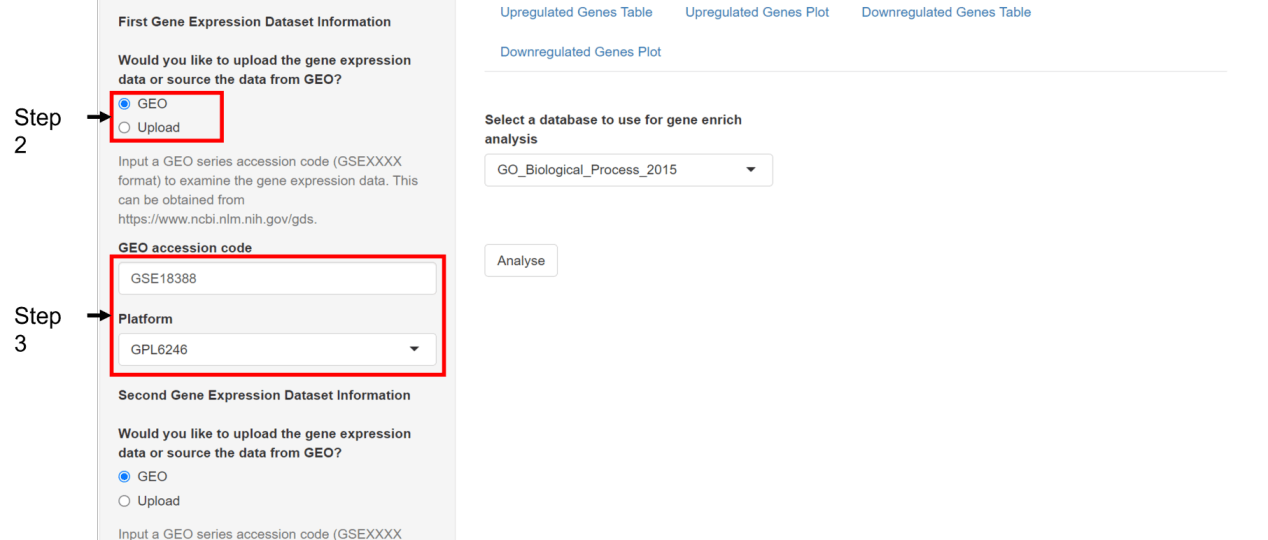 First Gene Expression Dataset Information
Would you like to upload the gene expression
data or source the data from GEO?
Step
2
GEO
Upload
Input a GEO series accession code (GSEXXXX
format) to examine the gene expression data. This
can be obtained from
https://www.ncbi.nlm.nih.gov/gds.
GEO accession code
GSE18388
Step
3
Platform
GPL6246
Second Gene Expression Dataset Information
Would you like to upload the gene expression
data or source the data from GEO?
GEO
Upload
Input a GEO series accession code (GSEXXXX
Upregulated Genes Table Upregulated Genes Plot Downregulated Genes Table
Downregulated Genes Plot
Select a database to use for gene enrich
analysis
GO_Biological_Process_2015
Analyse